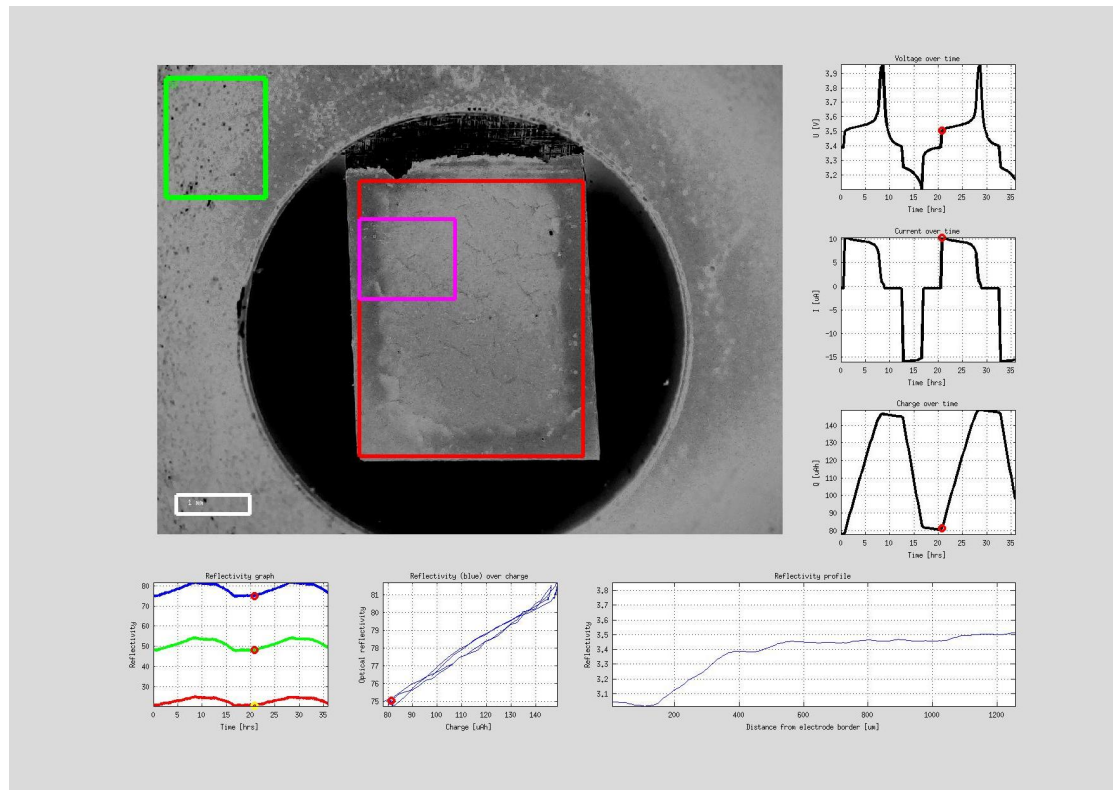 Voltage over time
3.9
3.8
3.7
3.6
3.5
3.4
3.3
3.2
U [V]
0 5 10 15 20 25 30 35
Time [hrs]
Current over time
10
5
0
-5
-10
-15
I [uA]
0 5 10 15 20 25 30 35
Time [hrs]
Charge over time
140
130
120
110
100
90
80
Q [uAh]
0 5 10 15 20 25 30 35
Time [hrs]
1 mm
Reflectivity graph
80
70
60
50
40
30
Reflectivity
0 5 10 15 20 25 30 35
Time [hrs]
Reflectivity (blue) over charge
81
80
79
78
77
76
75
Optical reflectivity
80 90 100 110 120 130 140
Charge [uAh]
Reflectivity profile
3.8
3.7
3.6
3.5
3.4
3.3
3.2
3.1
Reflectivity
200 400 600 800 1000 1200
Distance from electrode border [um]